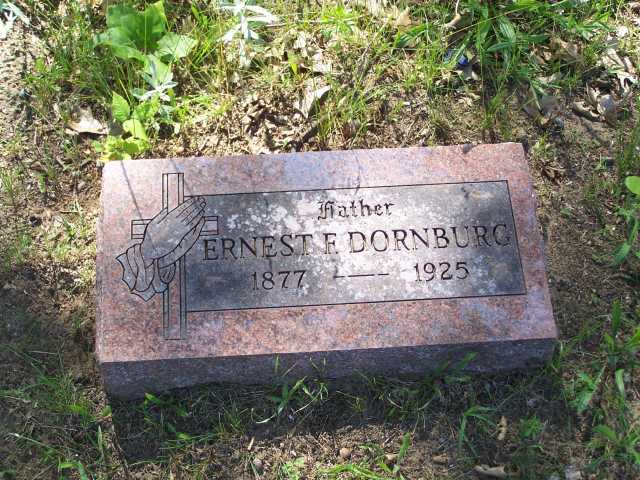 Father
ERNEST F. DORNBURG
1877 — 1925